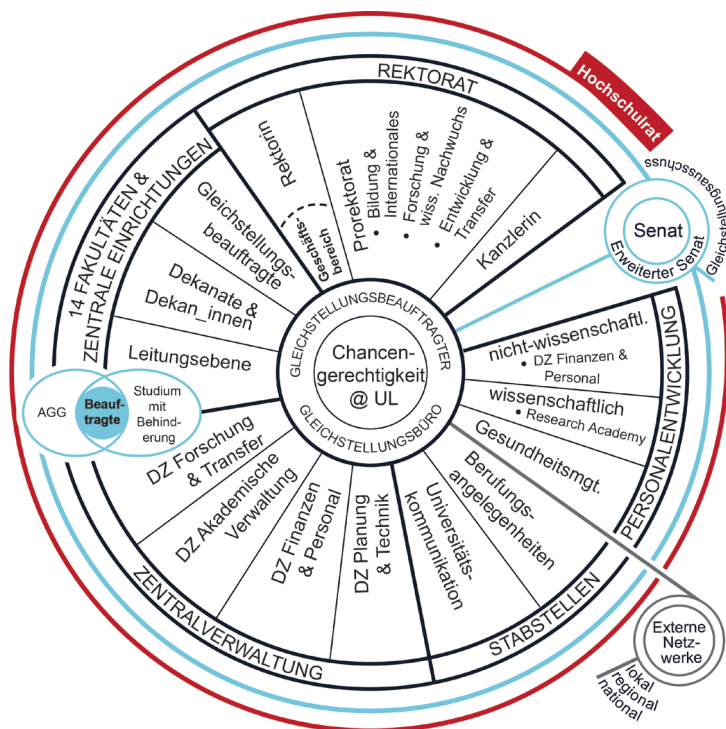 Hochschulrat
REKTORAT
Rektorin
Geschäfts-
bereich
Prorektorat
• Bildung &
Internationales
• Forschung &
wiss. Nachwuchs
• Entwicklung &
Transfer
Kanzlerin
Gleichstellungsausschuss
Senat
Erweiterter Senat
14 FAKULTÄTEN &
ZENTRALE EINRICHTUNGEN
Gleichstellungs-
beauftragte
Dekanate &
Dekan_innen
Leitungsebene
GLEICHSTELLUNGSBEAUFTRAGTER
Chancen-
gerechtigkeit
@ UL
GLEICHSTELLUNGSBÜRO
PERSONALENTWICKLUNG
nicht-wissenschaftl.
• DZ Finanzen &
Personal
wissenschaftlich
• Research Academy
Gesundheitsmgt.
AGG
Beauf-
tragte
Studium
mit
Behinde-
rung
ZENTRALVERWALTUNG
DZ Forschung
& Transfer
DZ Akademische
Verwaltung
DZ Finanzen
& Personal
DZ Planung
& Technik
STABSTELLEN
Universitäts-
kommunikation
Berufungs-
angelegenheiten
Externe
Netz-
werke
lokal
regional
national